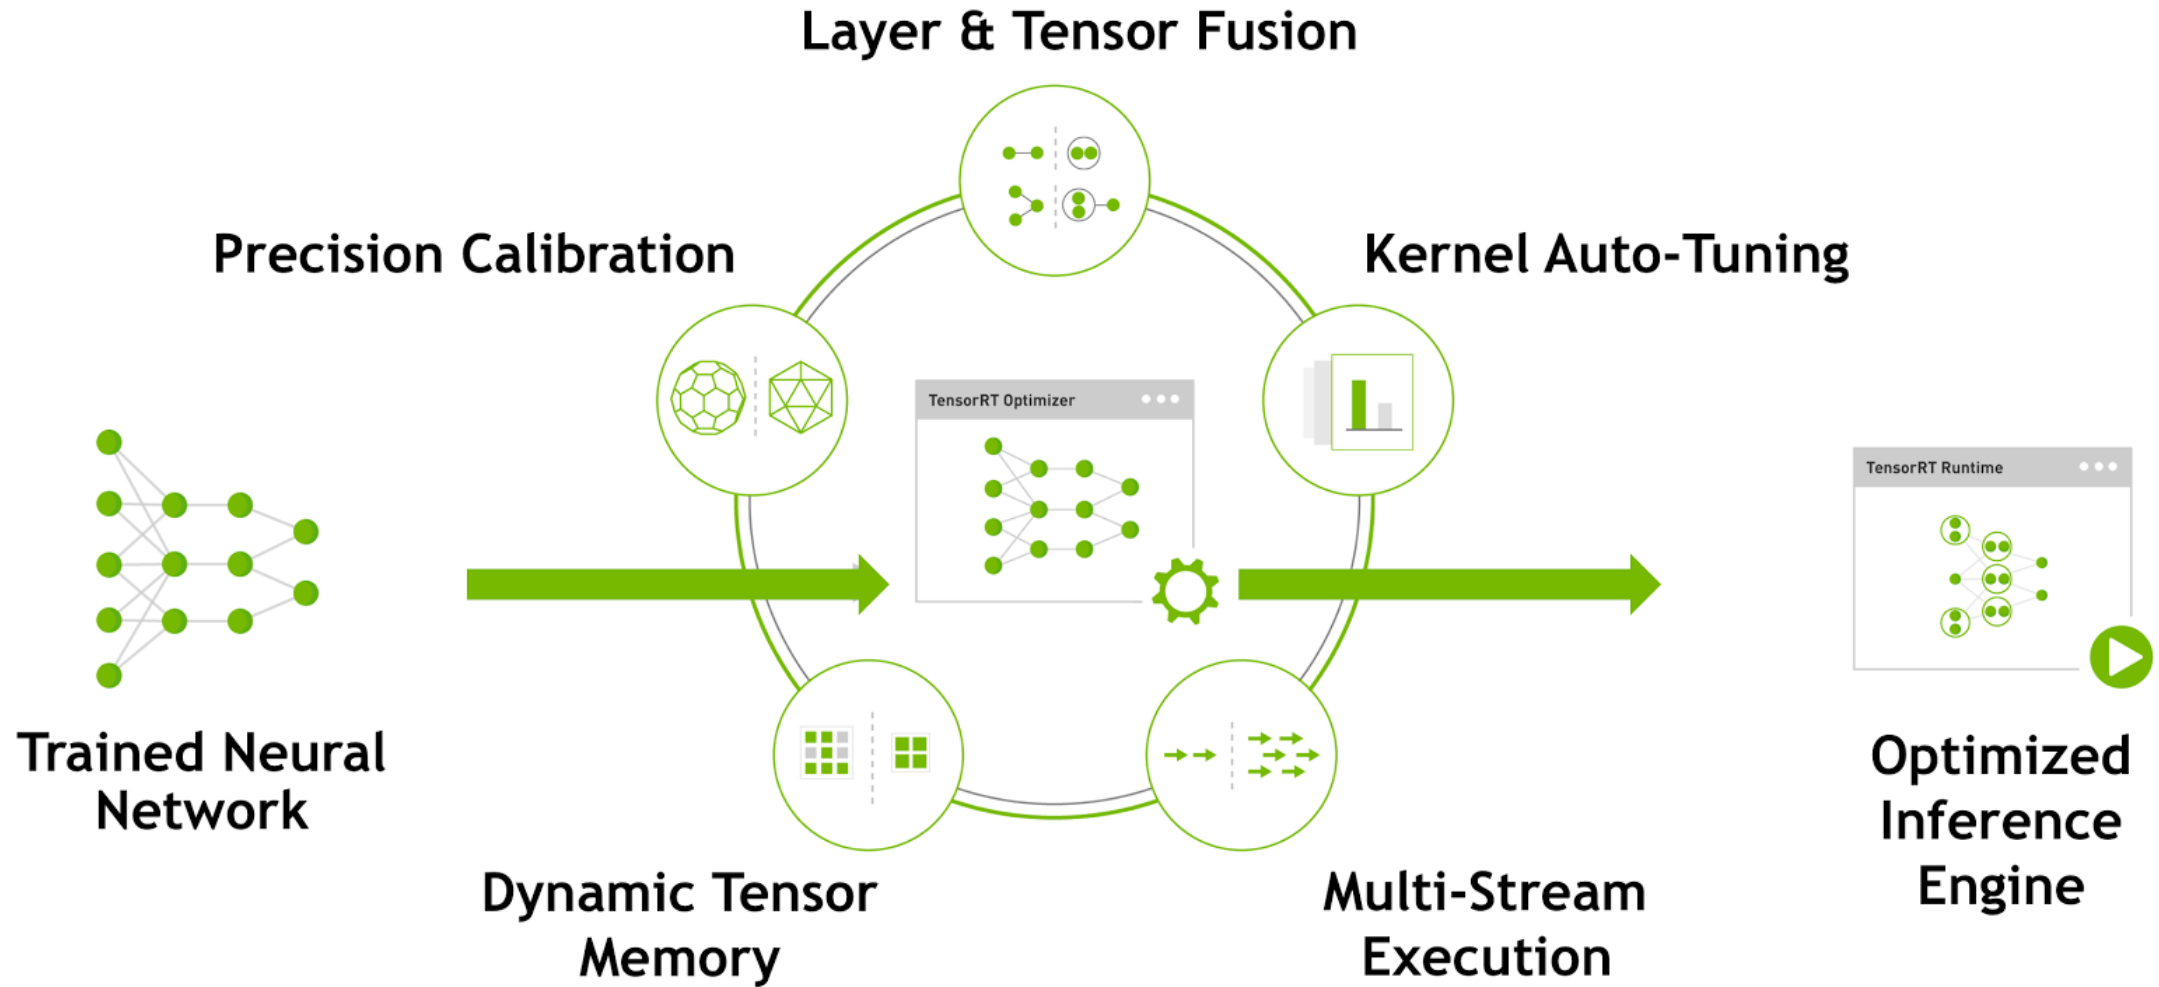 Layer & Tensor Fusion
Precision Calibration
Kernel Auto-Tuning
TensorRT Optimizer
TensorRT Runtime
Trained Neural
Network
Optimized
Inference
Engine
Dynamic Tensor
Memory
Multi-Stream
Execution